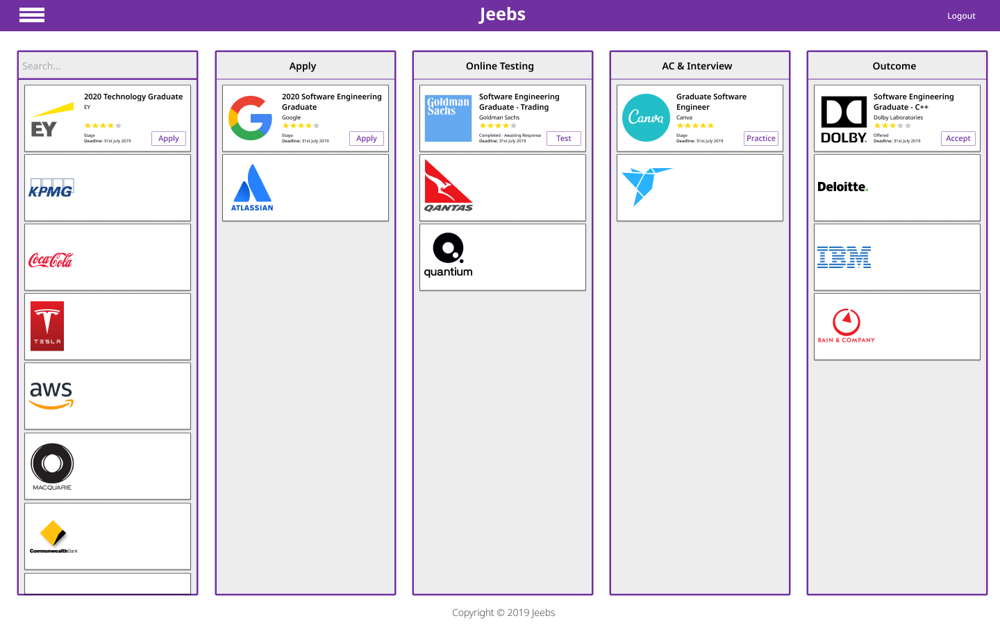 Jeebs
Logout
Search...
2020 Technology Graduate
EY
EY
Stage
Deadline: 31st July 2019
Apply
KPMG
Coca-Cola
TESLA
aws
MACQUARIE
CommonwealthBank
Apply
2020 Software Engineering
Graduate
Google
G
Stage
Deadline: 31st July 2019
Apply
ATLASSIAN
Online Testing
Goldman
Sachs
Software Engineering
Graduate - Trading
Goldman Sachs
Completed - Awaiting Response
Deadline: 31st July 2019
Test
QANTAS
quantium
AC & Interview
Canva
Graduate Software
Engineer
Canva
Stage
Deadline: 31st July 2019
Practice
Outcome
DOLBY
Software Engineering
Graduate - C++
Dolby Laboratories
Offered
Deadline: 31st July 2019
Accept
Deloitte.
IBM
BAIN & COMPANY
Copyright © 2019 Jeebs